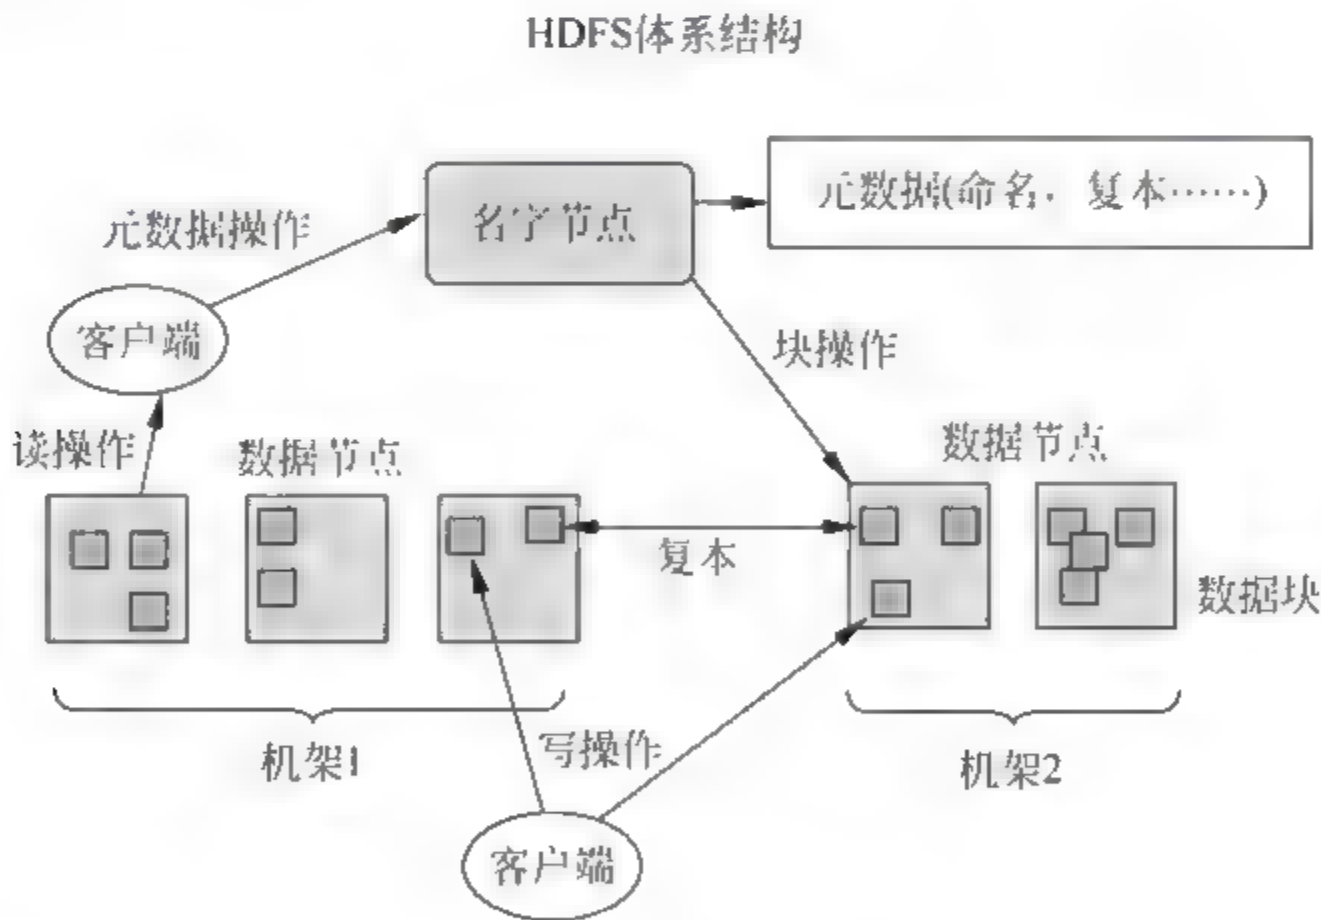 HDFS体系结构
元数据(命名，复本……)
名字节点
元数据操作
客户端
块操作
读操作
数据节点
数据节点
复本
数据块
机架1
写操作
机架2
客户端